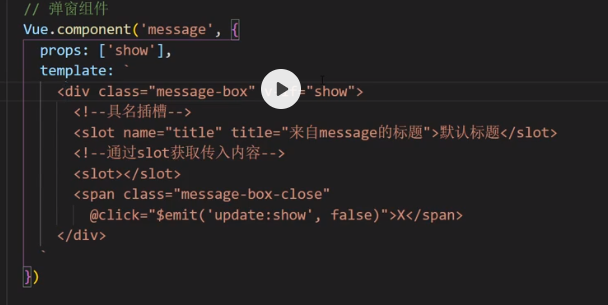 // 弹窗组件
Vue.component('message', {
props: ['show'],
template: `
<div class="message-box" ="show">
<!--具名插槽-->
<slot name="title" title="来自message的标题">默认标题</slot>
<!--通过slot获取传入内容-->
<slot></slot>
<span class="message-box-close"
@click="$emit('update:show', false)">X</span>
</div>
`
})